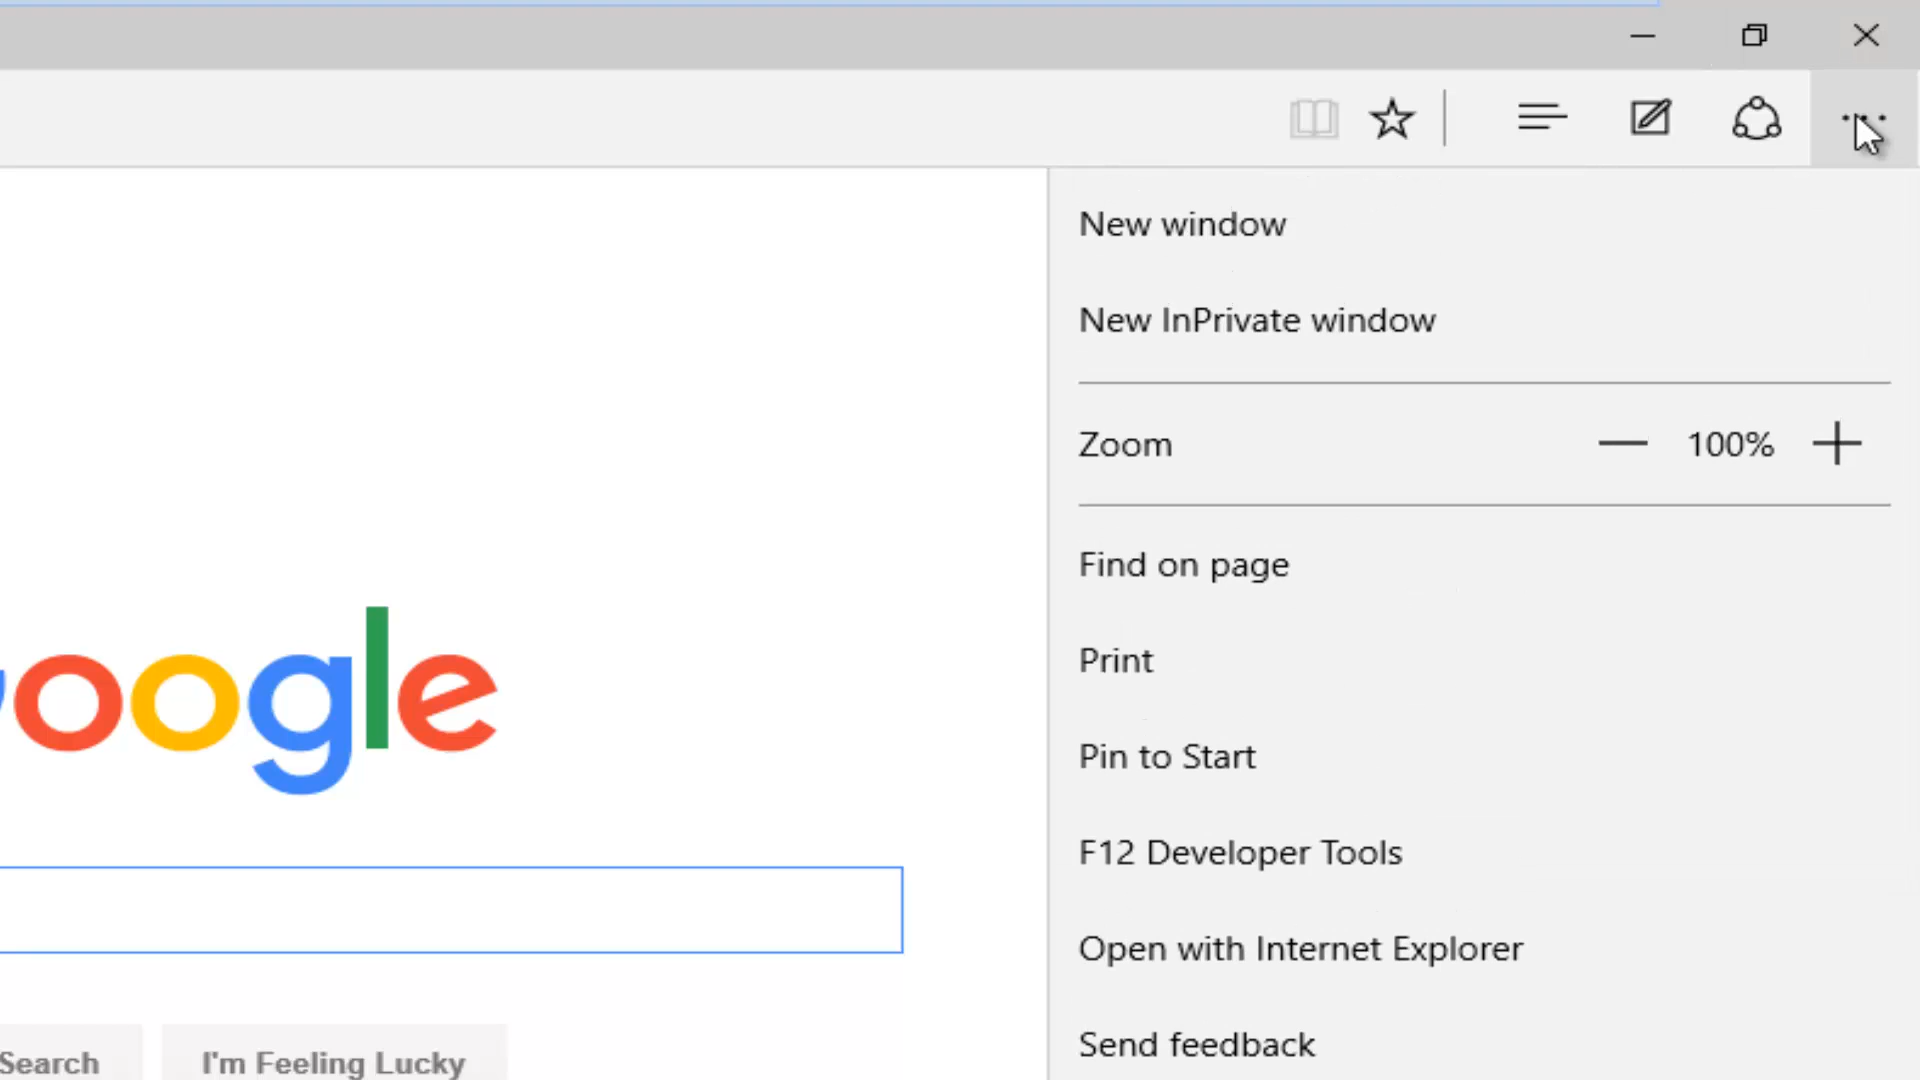 New window
New InPrivate window
Zoom
100%
Find on page
Print
Pin to Start
F12 Developer Tools
Open with Internet Explorer
Send feedback
oogle
Search
I'm Feeling Lucky